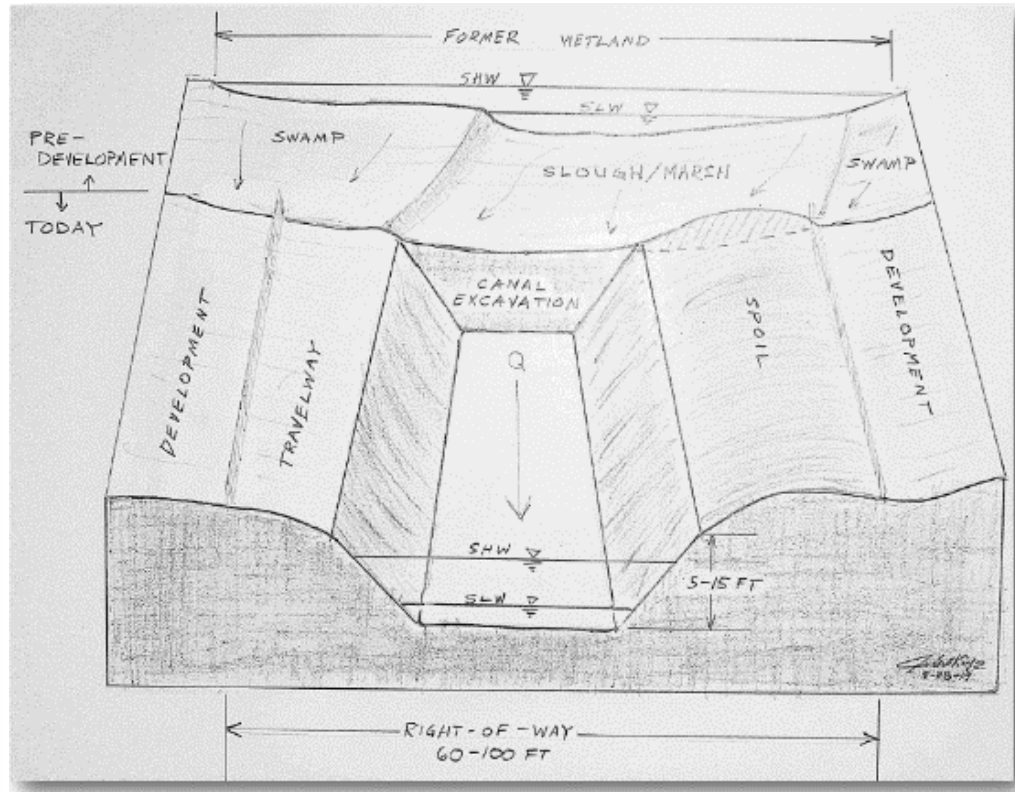 FORMER WETLAND
SHW
SLW
PRE-
DEVELOPMENT
TODAY
SWAMP
SLOUGH/MARSH
SWAMP
CANAL
EXCAVATION
DEVELOPMENT
TRAVELWAY
Q
SPOIL
DEVELOPMENT
SHW
SLW
5-15 FT
RIGHT-OF-WAY
60-100 FT